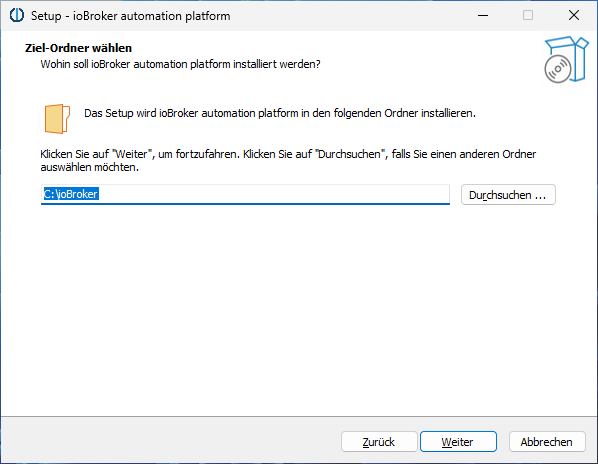 Setup - ioBroker automation platform
Ziel-Ordner wählen
Wohin soll ioBroker automation platform installiert werden?
Das Setup wird ioBroker automation platform in den folgenden Ordner installieren.
Klicken Sie auf "Weiter", um fortzufahren. Klicken Sie auf "Durchsuchen", falls Sie einen anderen Ordner
auswählen möchten.
C:\ioBroker
Durchsuchen ...
Zurück
Weiter
Abbrechen